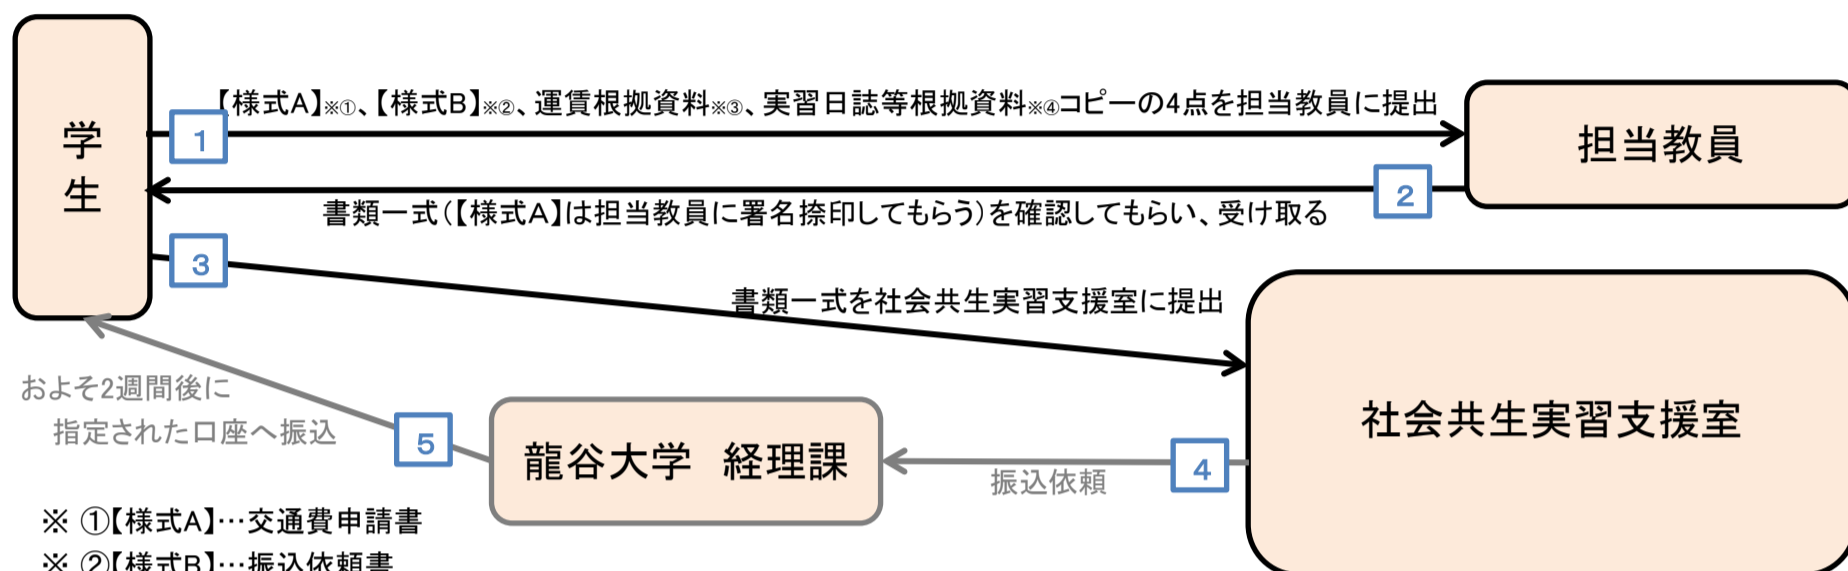 学生
【様式A】※①、【様式B】※②、運賃根拠資料※③、実習日誌等根拠資料※④コピーの4点を担当教員に提出
1
担当教員
2
書類一式(【様式A】は担当教員に署名捺印してもらう)を確認してもらい、受け取る
3
書類一式を社会共生実習支援室に提出
社会共生実習支援室
およそ2週間後に
指定された口座へ振込
5
龍谷大学 経理課
振込依頼
4
※ ①【様式A】…交通費申請書
※ ②【様式B】…振込依頼書